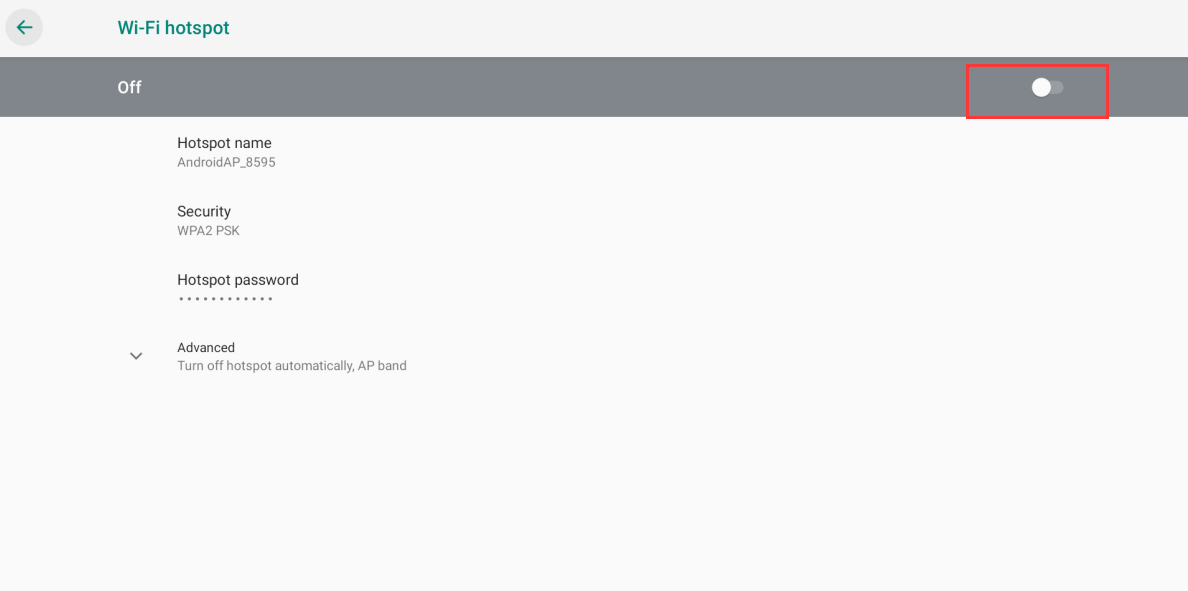 Wi-Fi hotspot
Off
Hotspot name
AndroidAP_8595
Security
WPA2 PSK
Hotspot password
••••••••••••
Advanced
Turn off hotspot automatically, AP band